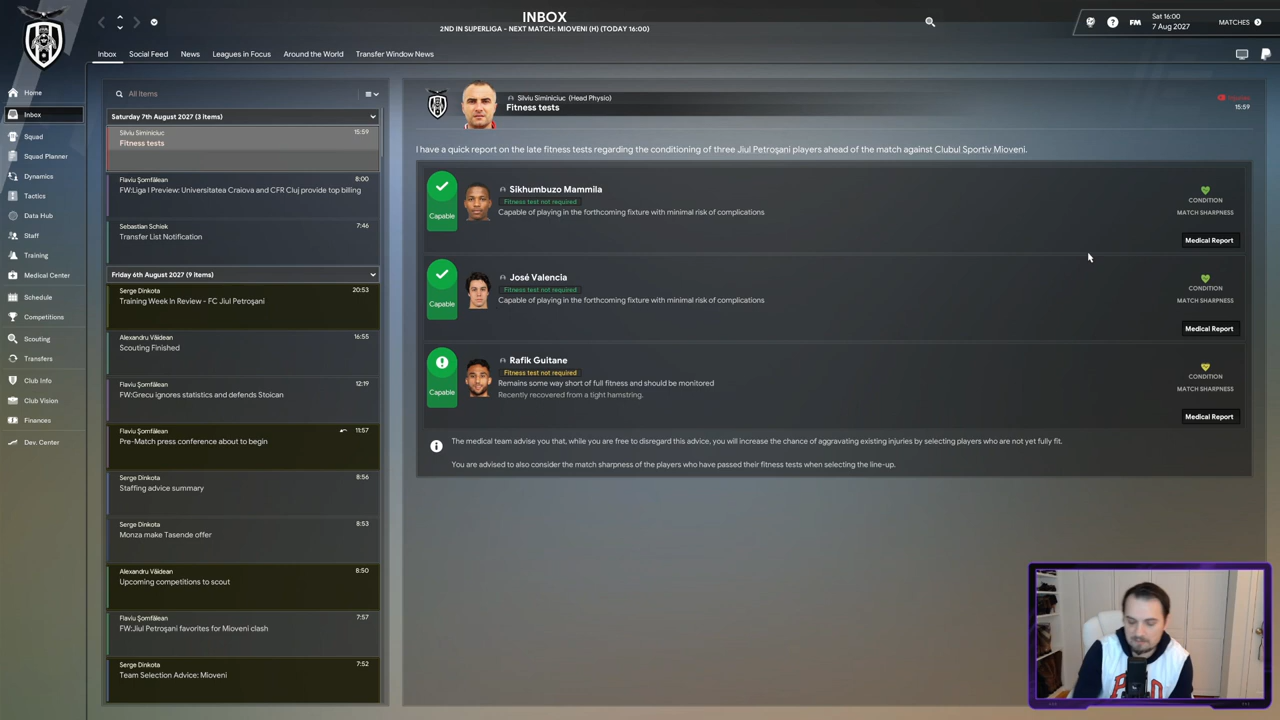 INBOX
2ND IN SUPERLIGA - NEXT MATCH: MIOVENI (H) (TODAY 16:00)
FM
Sat 16:00
7 Aug 2027
MATCHES
Inbox
Social Feed
News
Leagues in Focus
Around the World
Transfer Window News
Home
Inbox
Squad
Squad Planner
Dynamics
Tactics
Data Hub
Staff
Training
Medical Center
Schedule
Competitions
Scouting
Transfers
Club Info
Club Vision
Finances
Dev. Center
All Items
Saturday 7th August 2027 (3 items)
Silviu Siminiciuc 15:59
Fitness tests
Flaviu Şomfălean 8:00
FW:Liga I Preview: Universitatea Craiova and CFR Cluj provide top billing
Sebastian Schiek 7:46
Transfer List Notification
Friday 6th August 2027 (9 items)
Serge Dinkota 20:53
Training Week In Review - FC Jiul Petroşani
Alexandru Văidean 16:55
Scouting Finished
Flaviu Şomfălean 12:19
FW:Grecu ignores statistics and defends Stoican
Flaviu Şomfălean 11:57
Pre-Match press conference about to begin
Serge Dinkota 8:56
Staffing advice summary
Serge Dinkota 8:53
Monza make Tasende offer
Alexandru Văidean 8:50
Upcoming competitions to scout
Flaviu Şomfălean 7:57
FW:Jiul Petroşani favorites for Mioveni clash
Serge Dinkota 7:52
Team Selection Advice: Mioveni
Silviu Siminiciuc (Head Physio)
Fitness tests
15:59
I have a quick report on the late fitness tests regarding the conditioning of three Jiul Petroşani players ahead of the match against Clubul Sportiv Mioveni.
Capable
Sikhumbuzo Mammila
Fitness test not required
Capable of playing in the forthcoming fixture with minimal risk of complications
CONDITION
MATCH SHARPNESS
Medical Report
Capable
José Valencia
Fitness test not required
Capable of playing in the forthcoming fixture with minimal risk of complications
CONDITION
MATCH SHARPNESS
Medical Report
Capable
Rafik Guitane
Fitness test not required
Remains some way short of full fitness and should be monitored
Recently recovered from a tight hamstring.
CONDITION
MATCH SHARPNESS
Medical Report
The medical team advise you that, while you are free to disregard this advice, you will increase the chance of aggravating existing injuries by selecting players who are not yet fully fit.
You are advised to also consider the match sharpness of the players who have passed their fitness tests when selecting the line-up.